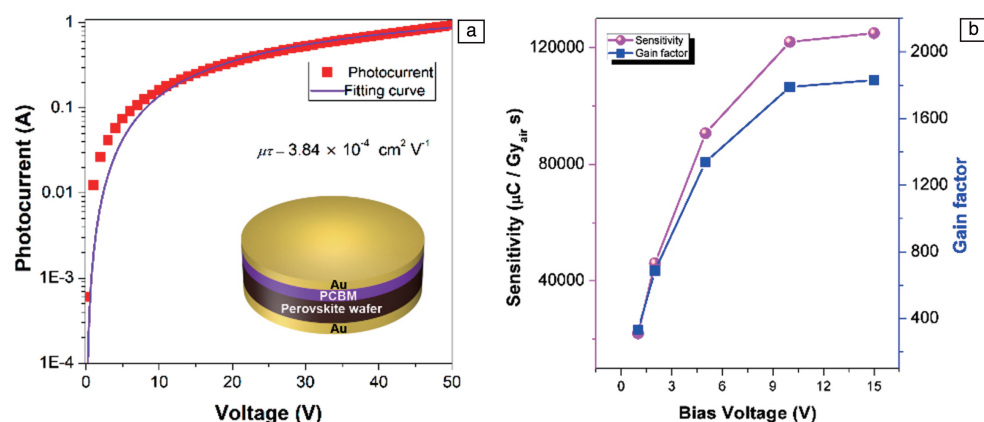 a
Photocurrent (A)
1
0.1
0.01
1E-3
1E-4
Photocurrent
Fitting curve
μτ – 3.84 × 10⁻⁴ cm² V⁻¹
Au
PCBM
Perovskite wafer
Au
0 10 20 30 40 50
Voltage (V)
b
Sensitivity (μC / Gyair s)
120000
80000
40000
Sensitivity
Gain factor
2000
1600
1200
800
400
Gain factor
0 3 6 9 12 15
Bias Voltage (V)